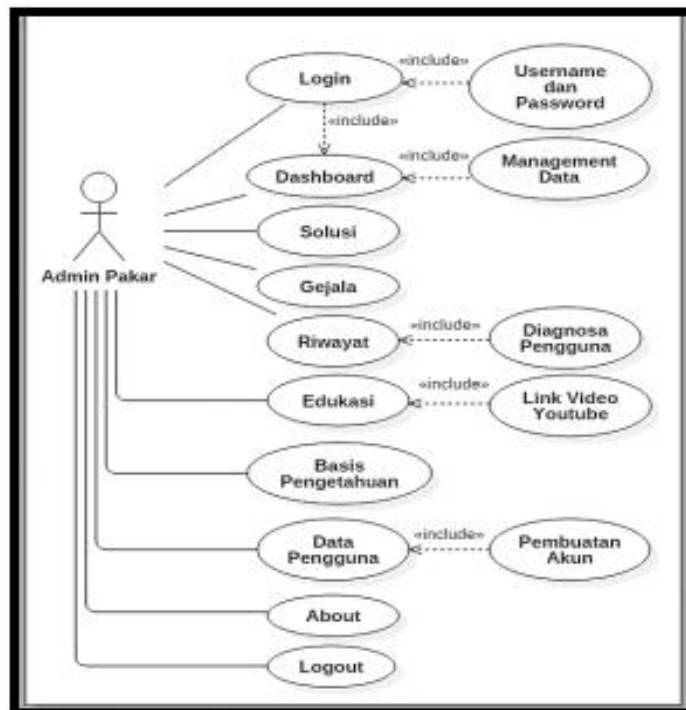 «include»
Login
Username
dan
Password
«include»
«include»
Dashboard
Management
Data
Solusi
Admin Pakar
Gejala
«include»
Riwayat
Diagnosa
Pengguna
«include»
Edukasi
Link Video
Youtube
Basis
Pengetahuan
«include»
Data
Pengguna
Pembuatan
Akun
About
Logout